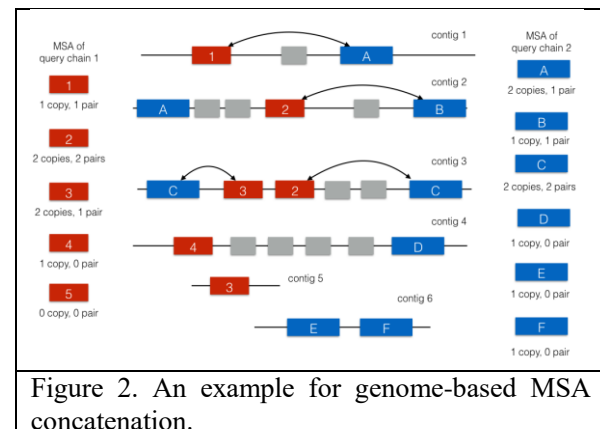 MSA of
query chain 1
1
1 copy, 1 pair
2
2 copies, 2 pairs
3
2 copies, 1 pair
4
1 copy, 0 pair
5
0 copy, 0 pair
contig 1
1 A
contig 2
A 2 B
contig 3
C 3 2 C
contig 4
4 D
contig 5
3
contig 6
E F
MSA of
query chain 2
A
2 copies, 1 pair
B
1 copy, 1 pair
C
2 copies, 2 pairs
D
1 copy, 0 pair
E
1 copy, 0 pair
F
1 copy, 0 pair
Figure 2. An example for genome-based MSA
concatenation.